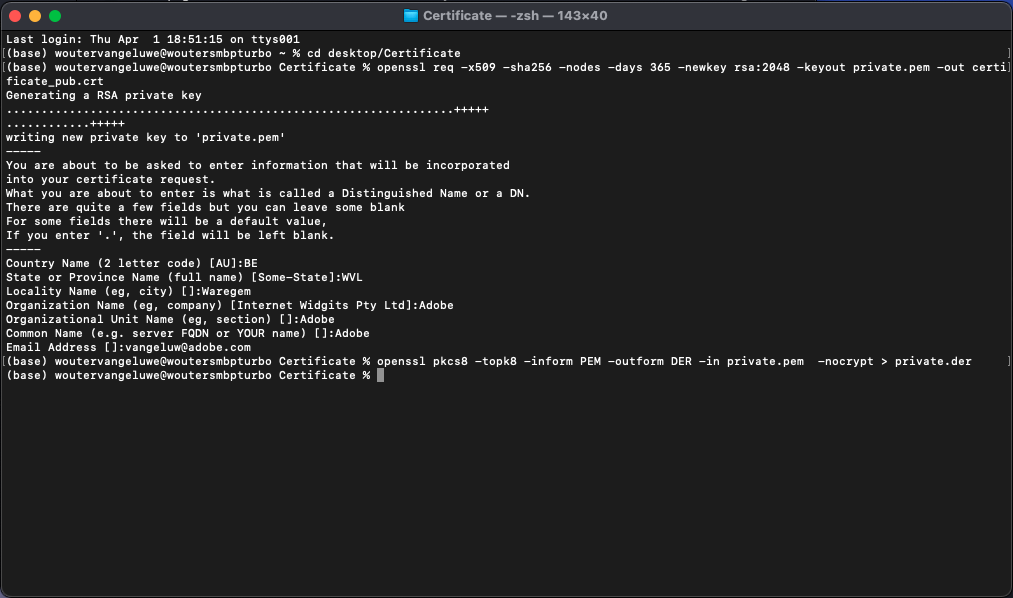 Certificate — -zsh — 143×40
Last login: Thu Apr  1 18:51:15 on ttys001
[(base) woutervangeluwe@woutersmbpturbo ~ % cd desktop/Certificate ]
[(base) woutervangeluwe@woutersmbpturbo Certificate % openssl req -x509 -sha256 -nodes -days 365 -newkey rsa:2048 -keyout private.pem -out certi]
ficate_pub.crt
Generating a RSA private key
................................................................+++++
............+++++
writing new private key to 'private.pem'
-----
You are about to be asked to enter information that will be incorporated
into your certificate request.
What you are about to enter is what is called a Distinguished Name or a DN.
There are quite a few fields but you can leave some blank
For some fields there will be a default value,
If you enter '.', the field will be left blank.
-----
Country Name (2 letter code) [AU]:BE
State or Province Name (full name) [Some-State]:WVL
Locality Name (eg, city) []:Waregem
Organization Name (eg, company) [Internet Widgits Pty Ltd]:Adobe
Organizational Unit Name (eg, section) []:Adobe
Common Name (e.g. server FQDN or YOUR name) []:Adobe
Email Address []:vangeluw@adobe.com
[(base) woutervangeluwe@woutersmbpturbo Certificate % openssl pkcs8 -topk8 -inform PEM -outform DER -in private.pem  -nocrypt > private.der ]
(base) woutervangeluwe@woutersmbpturbo Certificate %